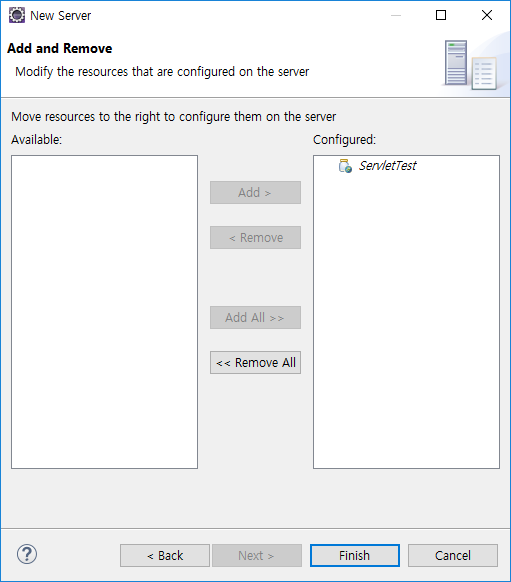 New Server
Add and Remove
Modify the resources that are configured on the server
Move resources to the right to configure them on the server
Available:
Configured:
ServletTest
Add >
< Remove
Add All >>
<< Remove All
?
< Back
Next >
Finish
Cancel